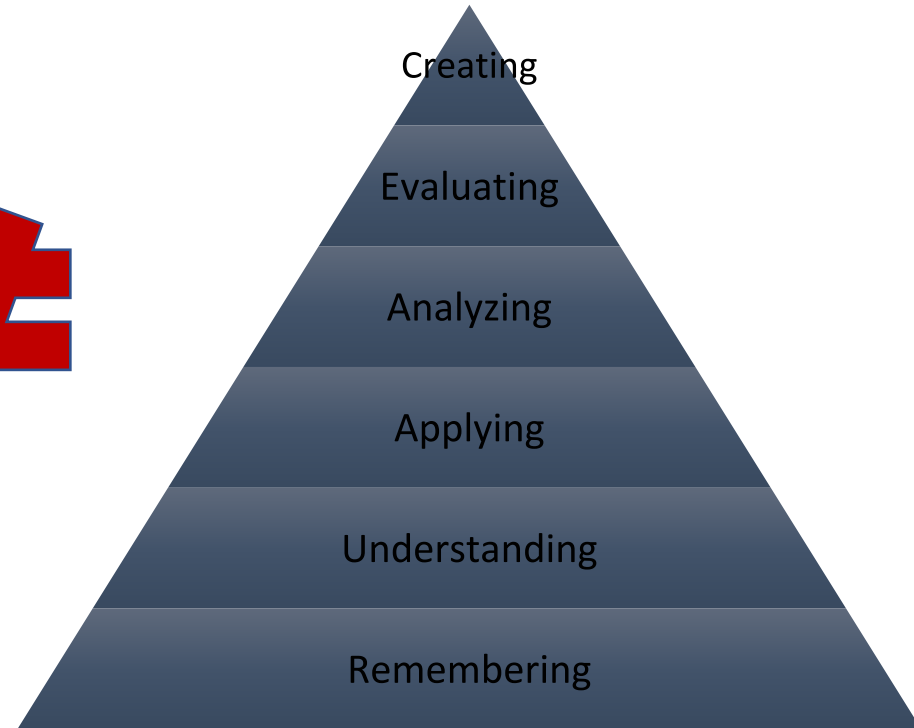 Creating
Evaluating
Analyzing
Applying
Understanding
Remembering